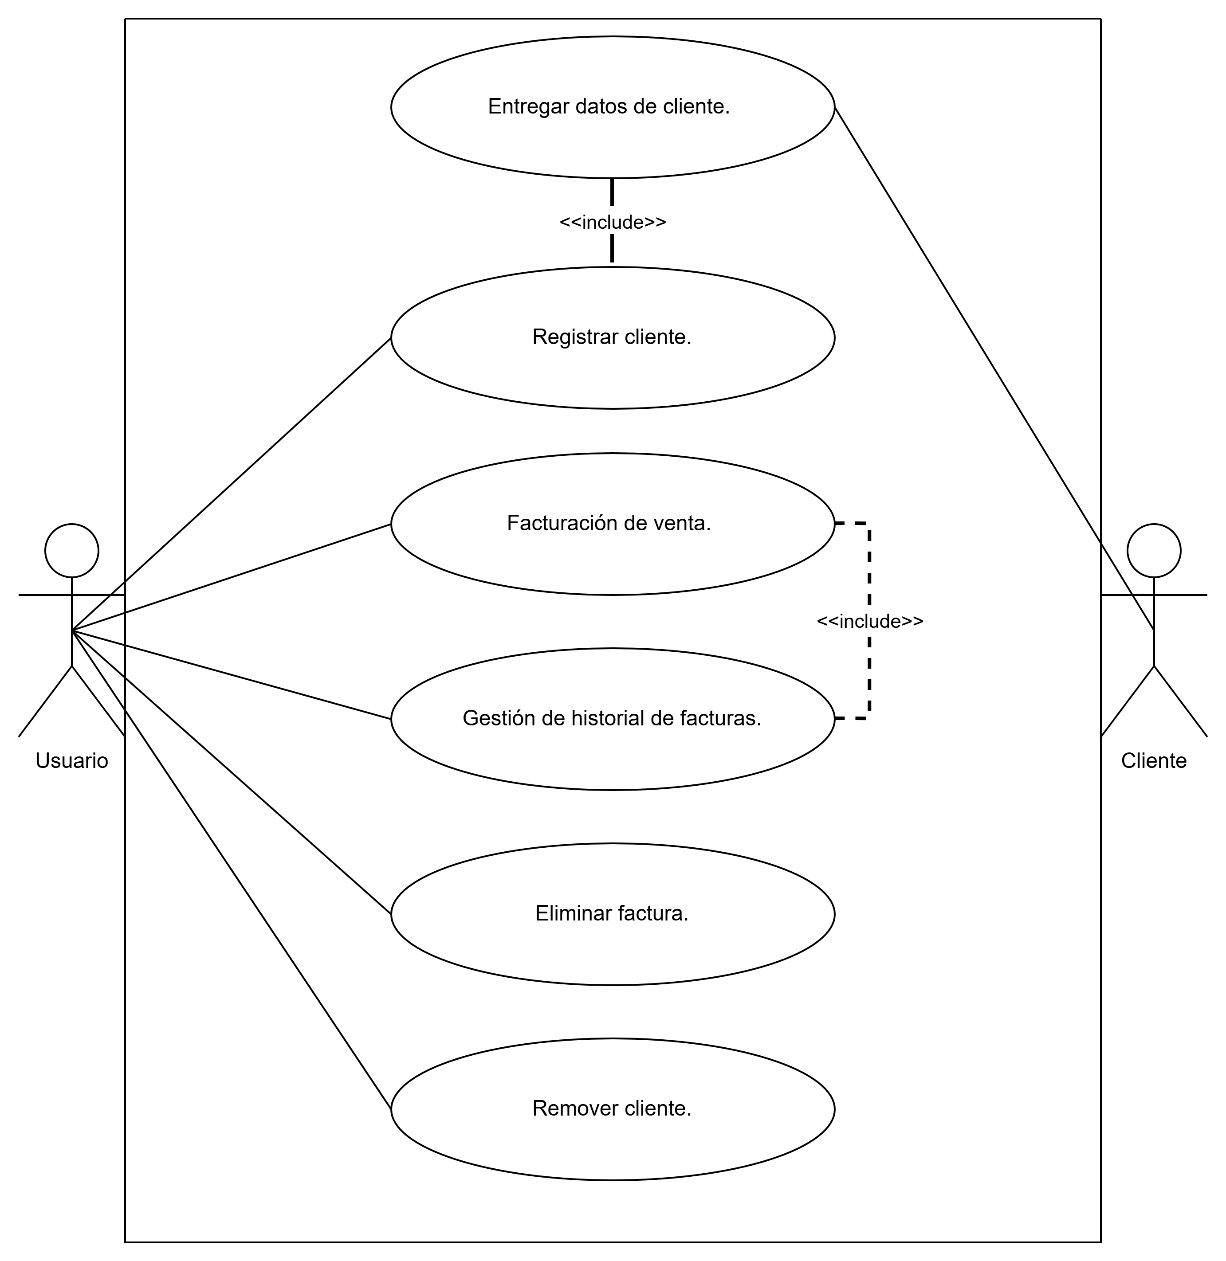 Entregar datos de cliente.
<<include>>
Registrar cliente.
Facturación de venta.
<<include>>
Gestión de historial de facturas.
Usuario
Cliente
Eliminar factura.
Remover cliente.